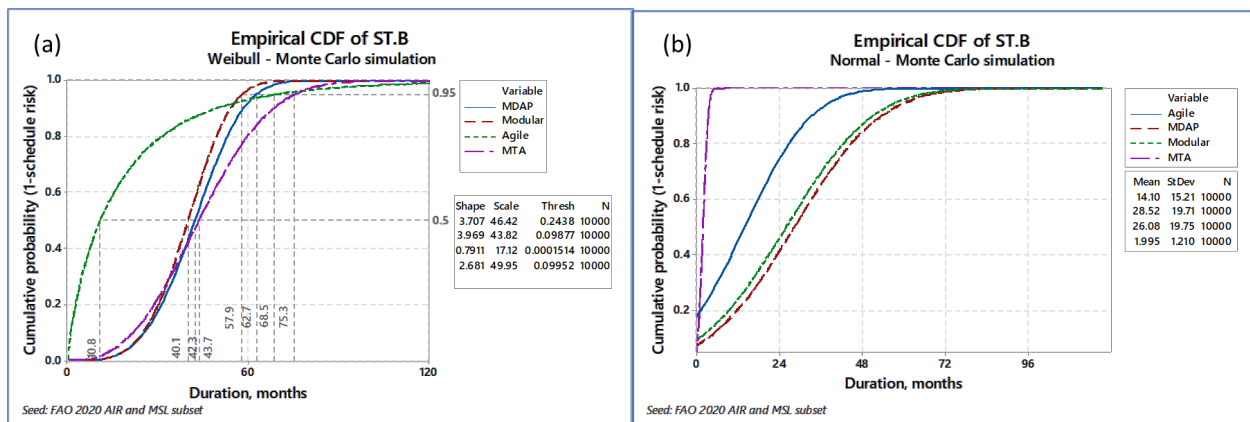 (a)
Empirical CDF of ST.B
Weibull - Monte Carlo simulation
Cumulative probability (1-schedule risk)
1.0
0.8
0.6
0.4
0.2
0.0
0.95
0.5
10.8
40.1
42.3
43.7
57.9
62.7
68.5
75.3
0 60 120
Duration, months
Variable
MDAP
Modular
Agile
MTA
Shape Scale Thresh N
3.707 46.42 0.2438 10000
3.969 43.82 0.09877 10000
0.7911 17.12 0.0001514 10000
2.681 49.95 0.09952 10000
Seed: FAO 2020 AIR and MSL subset
(b)
Empirical CDF of ST.B
Normal - Monte Carlo simulation
Cumulative probability (1-schedule risk)
1.0
0.8
0.6
0.4
0.2
0 24 48 72 96
Duration, months
Variable
Agile
MDAP
Modular
MTA
Mean StDev N
14.10 15.21 10000
28.52 19.71 10000
26.08 19.75 10000
1.995 1.210 10000
Seed: FAO 2020 AIR and MSL subset